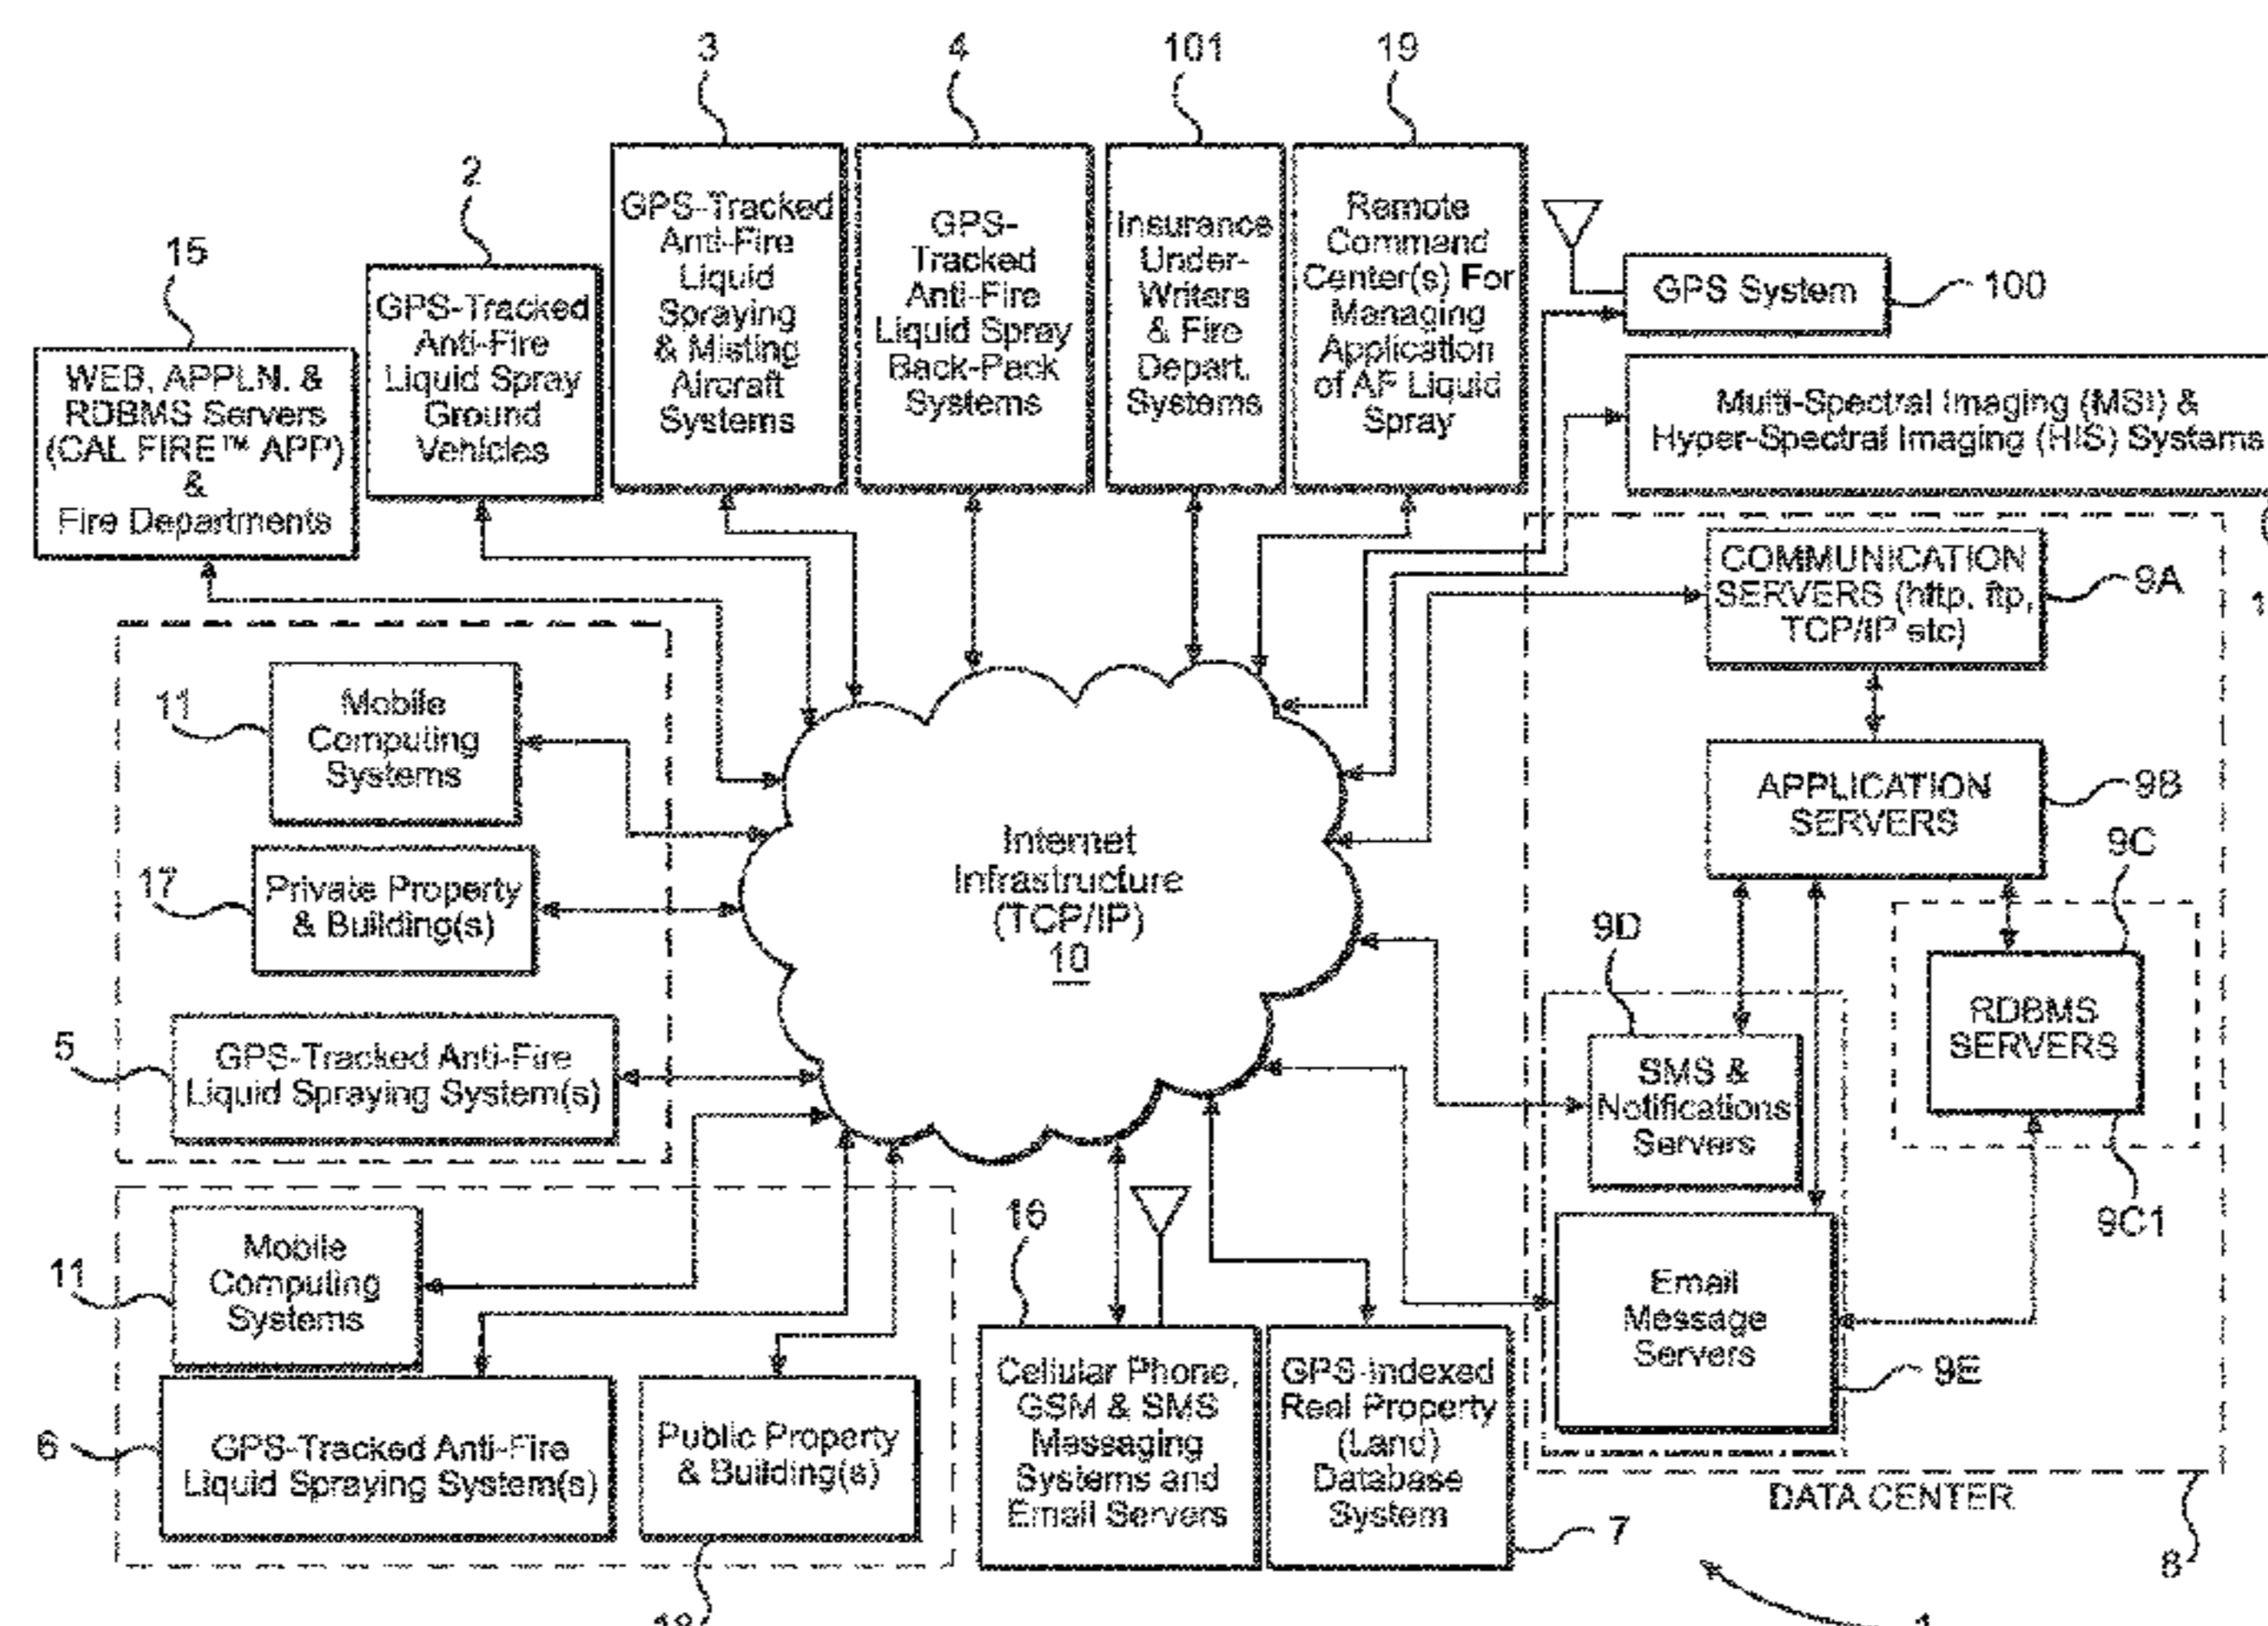 3
4
101
19
2
15
GPS-Tracked
Anti-Fire
Liquid
Spraying
& Misting
Aircraft
Systems
GPS-
Tracked
Anti-Fire
Liquid Spray
Back-Pack
Systems
Insurance
Under-
Writers
& Fire
Depart.
Systems
Remote
Command
Center(s) For
Managing
Application
of AF Liquid
Spray
GPS System
100
GPS-Tracked
Anti-Fire
Liquid Spray
Ground
Vehicles
WEB, APPLN. &
RDBMS Servers
(CAL FIRE™ APP)
&
Fire Departments
Multi-Spectral Imaging (MSI) &
Hyper-Spectral Imaging (HIS) Systems
COMMUNICATION
SERVERS (http, ftp,
TCP/IP etc)
9A
1
11
Mobile
Computing
Systems
APPLICATION
SERVERS
9B
9C
17
Private Property
& Building(s)
Internet
Infrastructure
(TCP/IP)
10
9D
RDBMS
SERVERS
5
GPS-Tracked Anti-Fire
Liquid Spraying System(s)
SMS &
Notifications
Servers
9C1
11
Mobile
Computing
Systems
16
Email
Message
Servers
9E
6
GPS-Tracked Anti-Fire
Liquid Spraying System(s)
Public Property
& Building(s)
Cellular Phone,
GSM & SMS
Messaging
Systems and
Email Servers
GPS-Indexed
Real Property
(Land)
Database
System
DATA CENTER
7
8
18
1